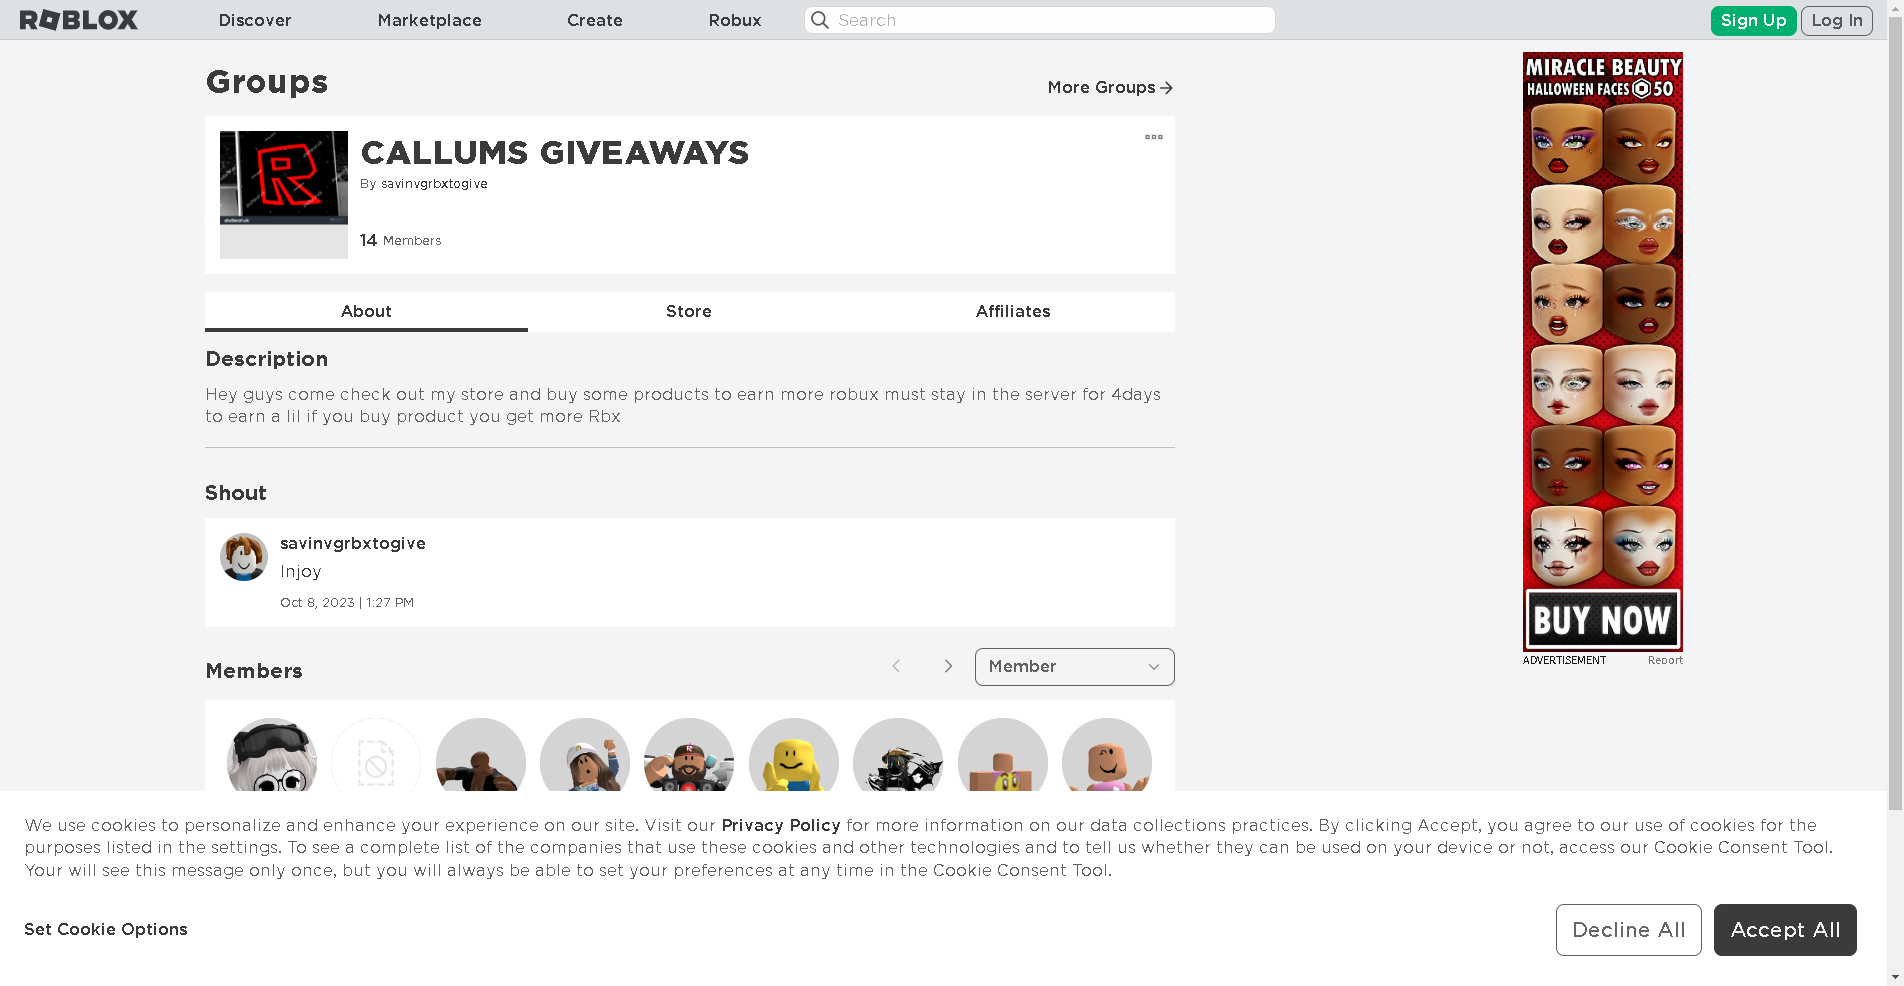 ROBLOX
Discover
Marketplace
Create
Robux
Search
Sign Up
Log In
Groups
More Groups
CALLUMS GIVEAWAYS
By savinvgrbxtogive
14 Members
About
Store
Affiliates
Description
Hey guys come check out my store and buy some products to earn more robux must stay in the server for 4days
to earn a lil if you buy product you get more Rbx
Shout
savinvgrbxtogive
Injoy
Oct 8, 2023 | 1:27 PM
Members
Member
MIRACLE BEAUTY
HALLOWEEN FACES 50
BUY NOW
ADVERTISEMENT
Report
We use cookies to personalize and enhance your experience on our site. Visit our Privacy Policy for more information on our data collections practices. By clicking Accept, you agree to our use of cookies for the
purposes listed in the settings. To see a complete list of the companies that use these cookies and other technologies and to tell us whether they can be used on your device or not, access our Cookie Consent Tool.
Your will see this message only once, but you will always be able to set your preferences at any time in the Cookie Consent Tool.
Set Cookie Options
Decline All
Accept All